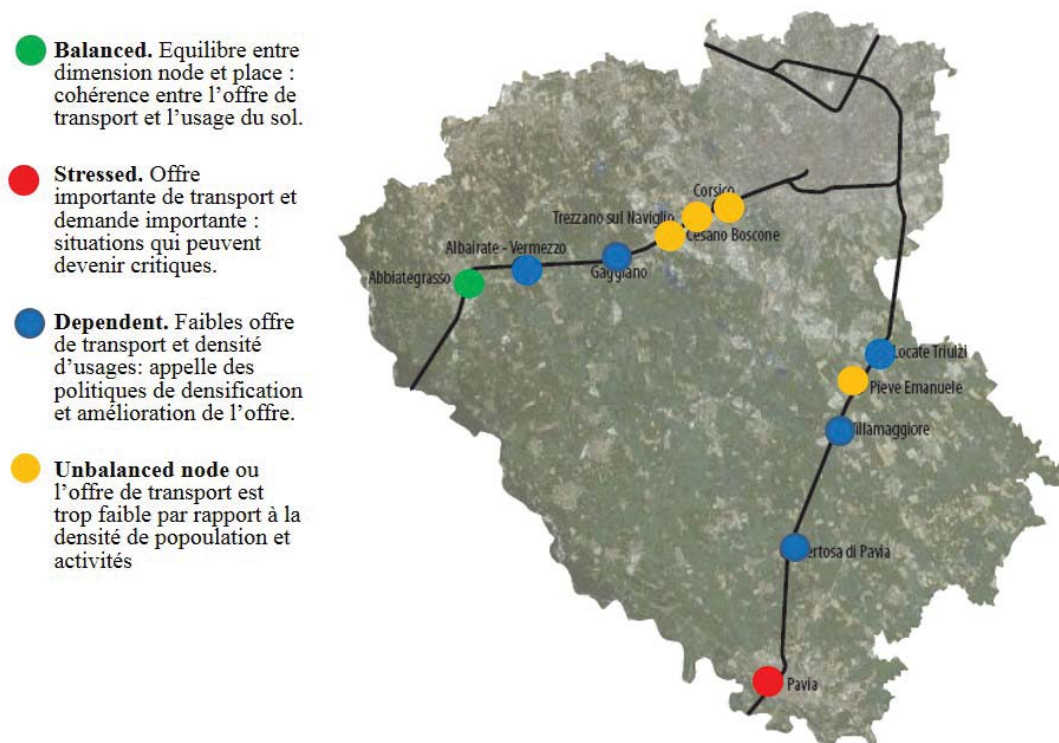 Balanced. Equilibre entre
dimension node et place :
cohérence entre l’offre de
transport et l’usage du sol.
Stressed. Offre
importante de transport et
demande importante :
situations qui peuvent
devenir critiques.
Dependent. Faibles offre
de transport et densité
d’usages: appelle des
politiques de densification
et amélioration de l’offre.
Unbalanced node ou
l’offre de transport est
trop faible par rapport à la
densité de popoulation et
activités
Corsico
Trezzano sul Naviglio
Cesano Boscone
Albairate - Vermezzo
Gaggiano
Abbiategrasso
Locate Triulzi
Pieve Emanuele
illamaggiore
ertosa di Pavia
Pavia